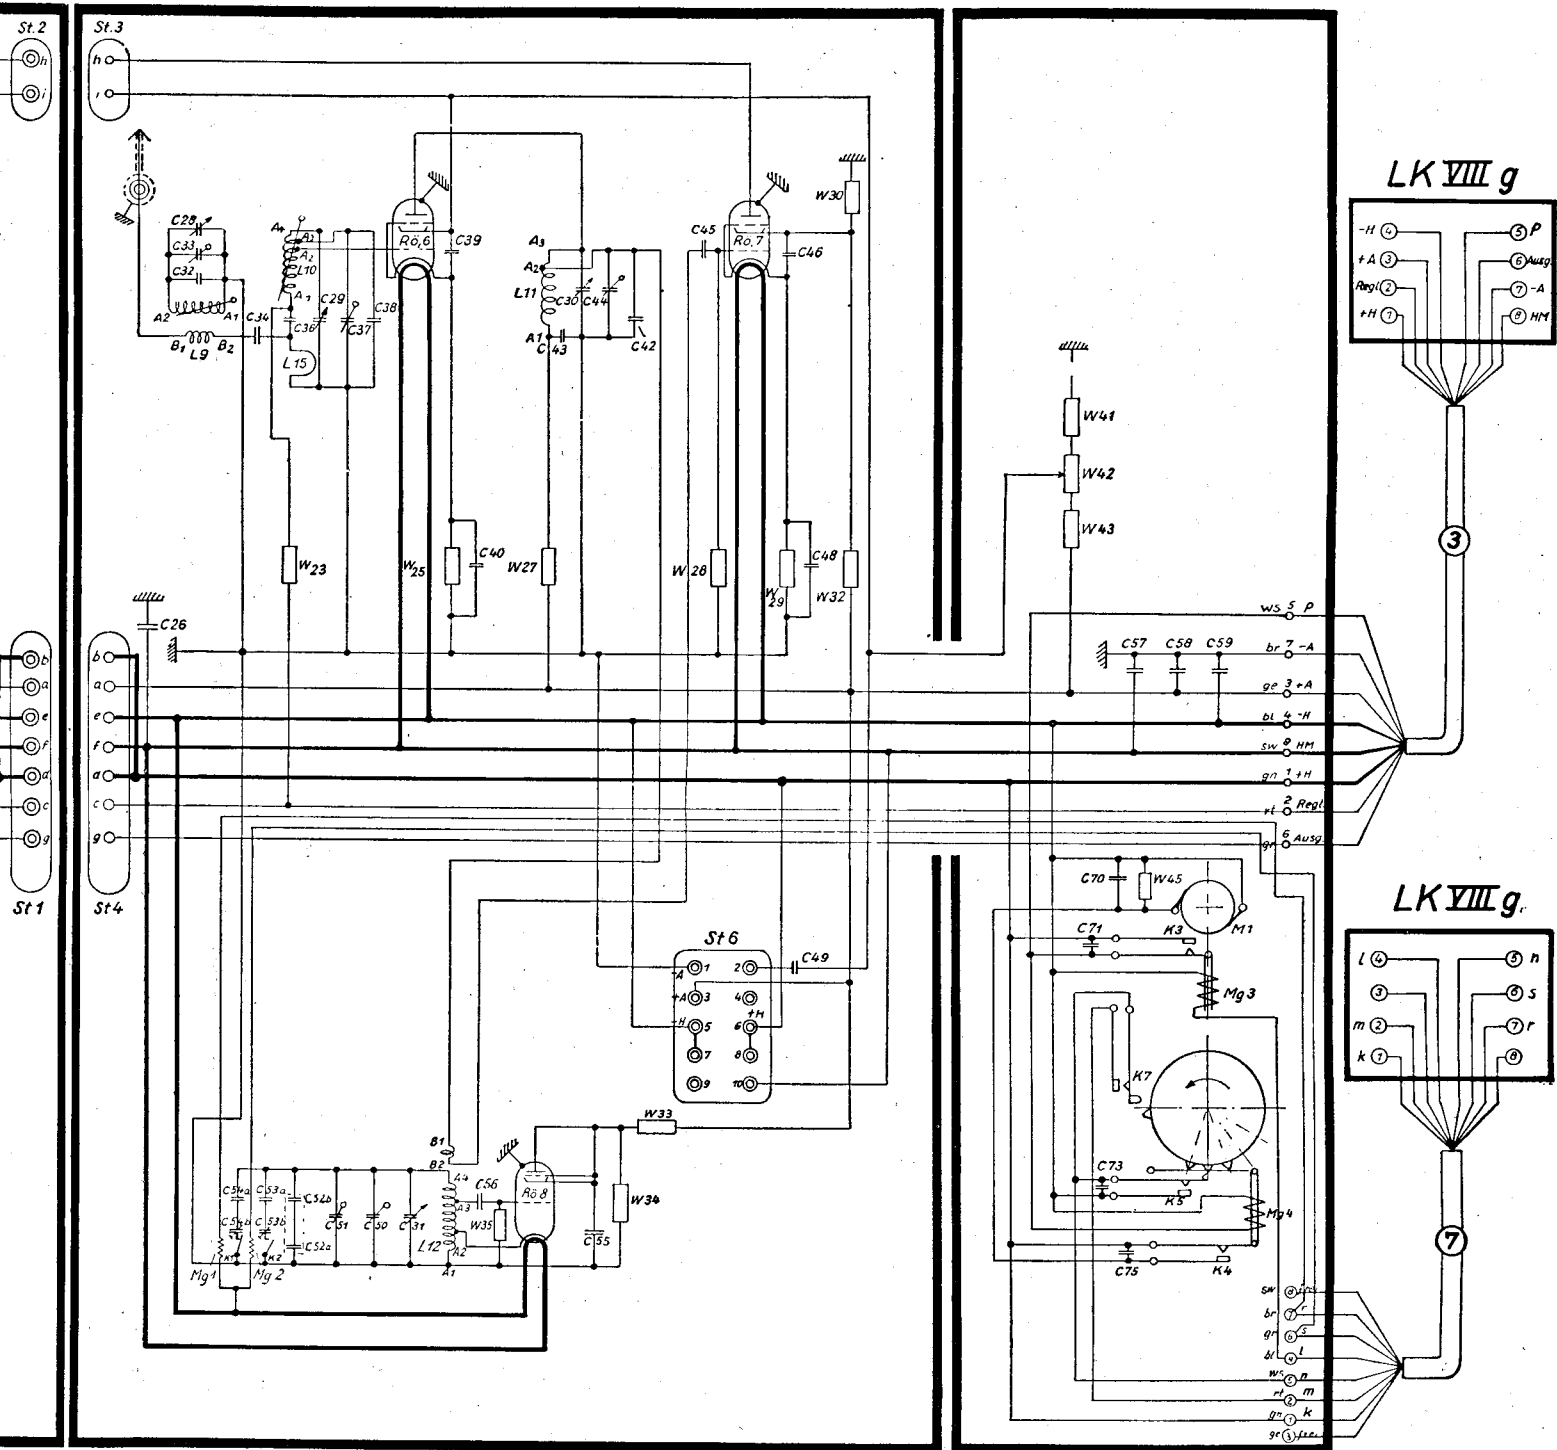 St.2
h
i
St.3
h
i
C28
C33
C32
A2
A1
B1
L9
B2
C34
A4
A3
A2
L10
A1
C36
C29
C37
C38
L15
Rö.6
C39
A3
A2
L11
A1
C43
C30
C44
C42
C45
Rö.7
C46
W30
W23
W25
C40
W27
W28
W29
C48
W32
C26
W41
W42
W43
b
a
e
f
d
c
g
St1
b
a
e
f
d
c
g
St4
C57
C58
C59
ws 5 P
br 7 -A
ge 3 +A
bl 4 -H
sw 8 HM
gn 1 +H
rt 2 Regl.
gr 6 Ausg.
LK VIII g
-H 4
+A 3
Regl 2
+H 1
5 P
6 Ausg.
7 -A
8 HM
3
St 6
-A 1
2
C49
+A 3
4
-H 5
+H 6
7
8
9
10
C70
W45
K3
M1
C71
Mg3
K7
C73
K5
Mg4
C75
K4
LK VIII g.
l 4
3
m 2
k 1
5 n
6 s
7 r
8
7
B1
B2
A4
A3
A2
A1
L12
C56
W35
Rö8
C55
W34
W33
C54a
C54b
C53a
C53b
C52b
C52a
C51
C50
C31
K1
K2
Mg1
Mg2
sw 8
br 7 r
gr 6 s
bl 4 l
ws 5 n
rt 2 m
gn 1 k
ge 3